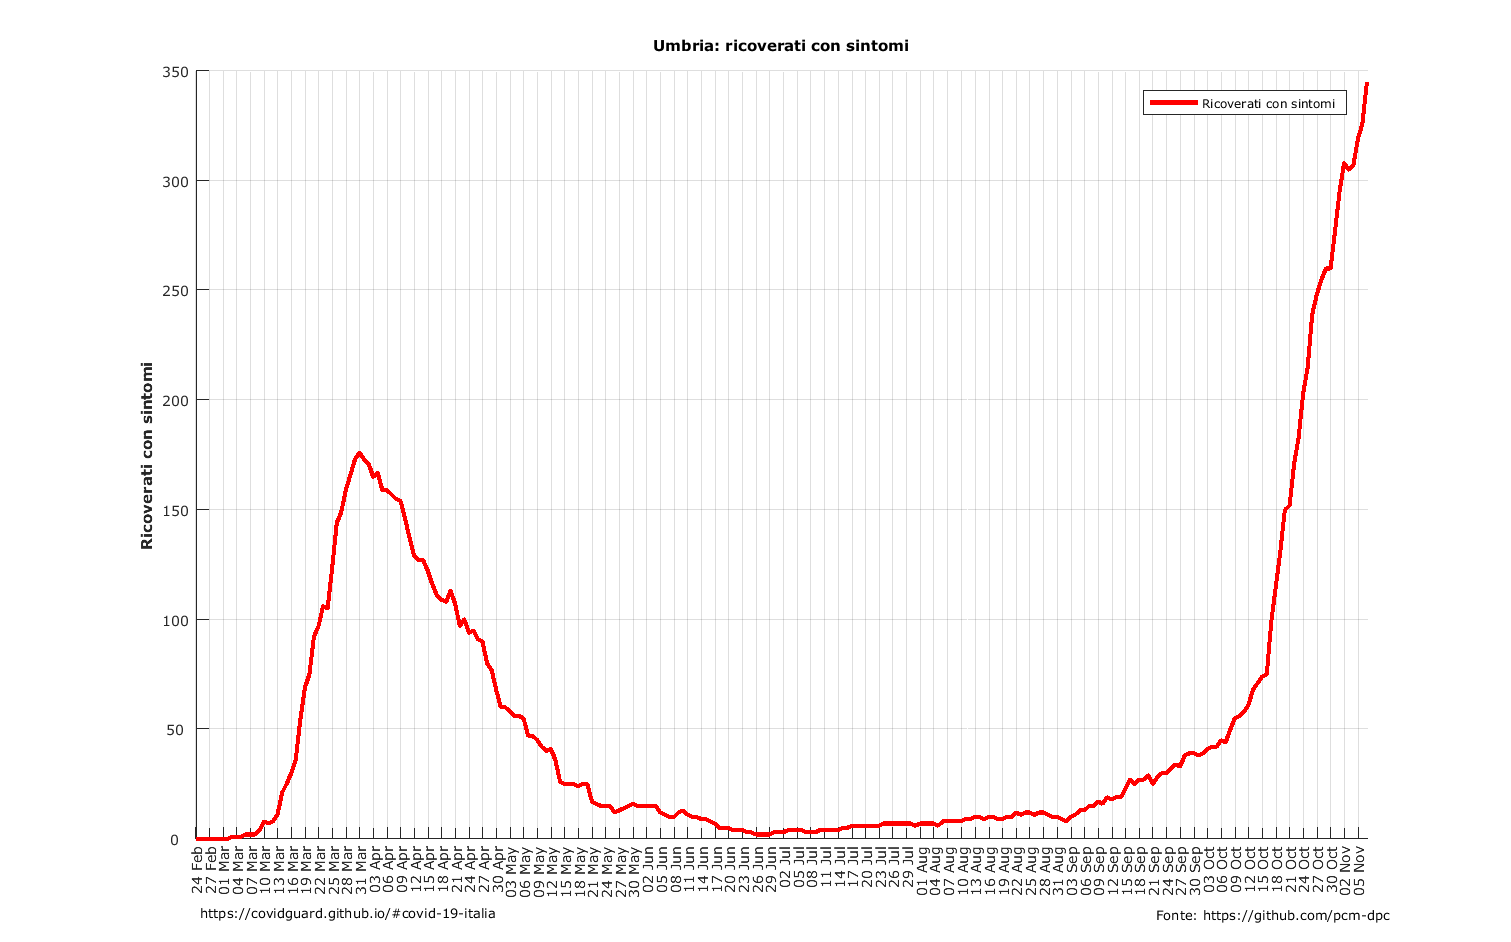 Umbria: ricoverati con sintomi
Ricoverati con sintomi
Ricoverati con sintomi
350
300
250
200
150
100
50
0
24 Feb
27 Feb
01 Mar
04 Mar
07 Mar
10 Mar
13 Mar
16 Mar
19 Mar
22 Mar
25 Mar
28 Mar
31 Mar
03 Apr
06 Apr
09 Apr
12 Apr
15 Apr
18 Apr
21 Apr
24 Apr
27 Apr
30 Apr
03 May
06 May
09 May
12 May
15 May
18 May
21 May
24 May
27 May
30 May
02 Jun
05 Jun
08 Jun
11 Jun
14 Jun
17 Jun
20 Jun
23 Jun
26 Jun
29 Jun
02 Jul
05 Jul
08 Jul
11 Jul
14 Jul
17 Jul
20 Jul
23 Jul
26 Jul
29 Jul
01 Aug
04 Aug
07 Aug
10 Aug
13 Aug
16 Aug
19 Aug
22 Aug
25 Aug
28 Aug
31 Aug
03 Sep
06 Sep
09 Sep
12 Sep
15 Sep
18 Sep
21 Sep
24 Sep
27 Sep
30 Sep
03 Oct
06 Oct
09 Oct
12 Oct
15 Oct
18 Oct
21 Oct
24 Oct
27 Oct
30 Oct
02 Nov
05 Nov
https://covidguard.github.io/#covid-19-italia
Fonte: https://github.com/pcm-dpc